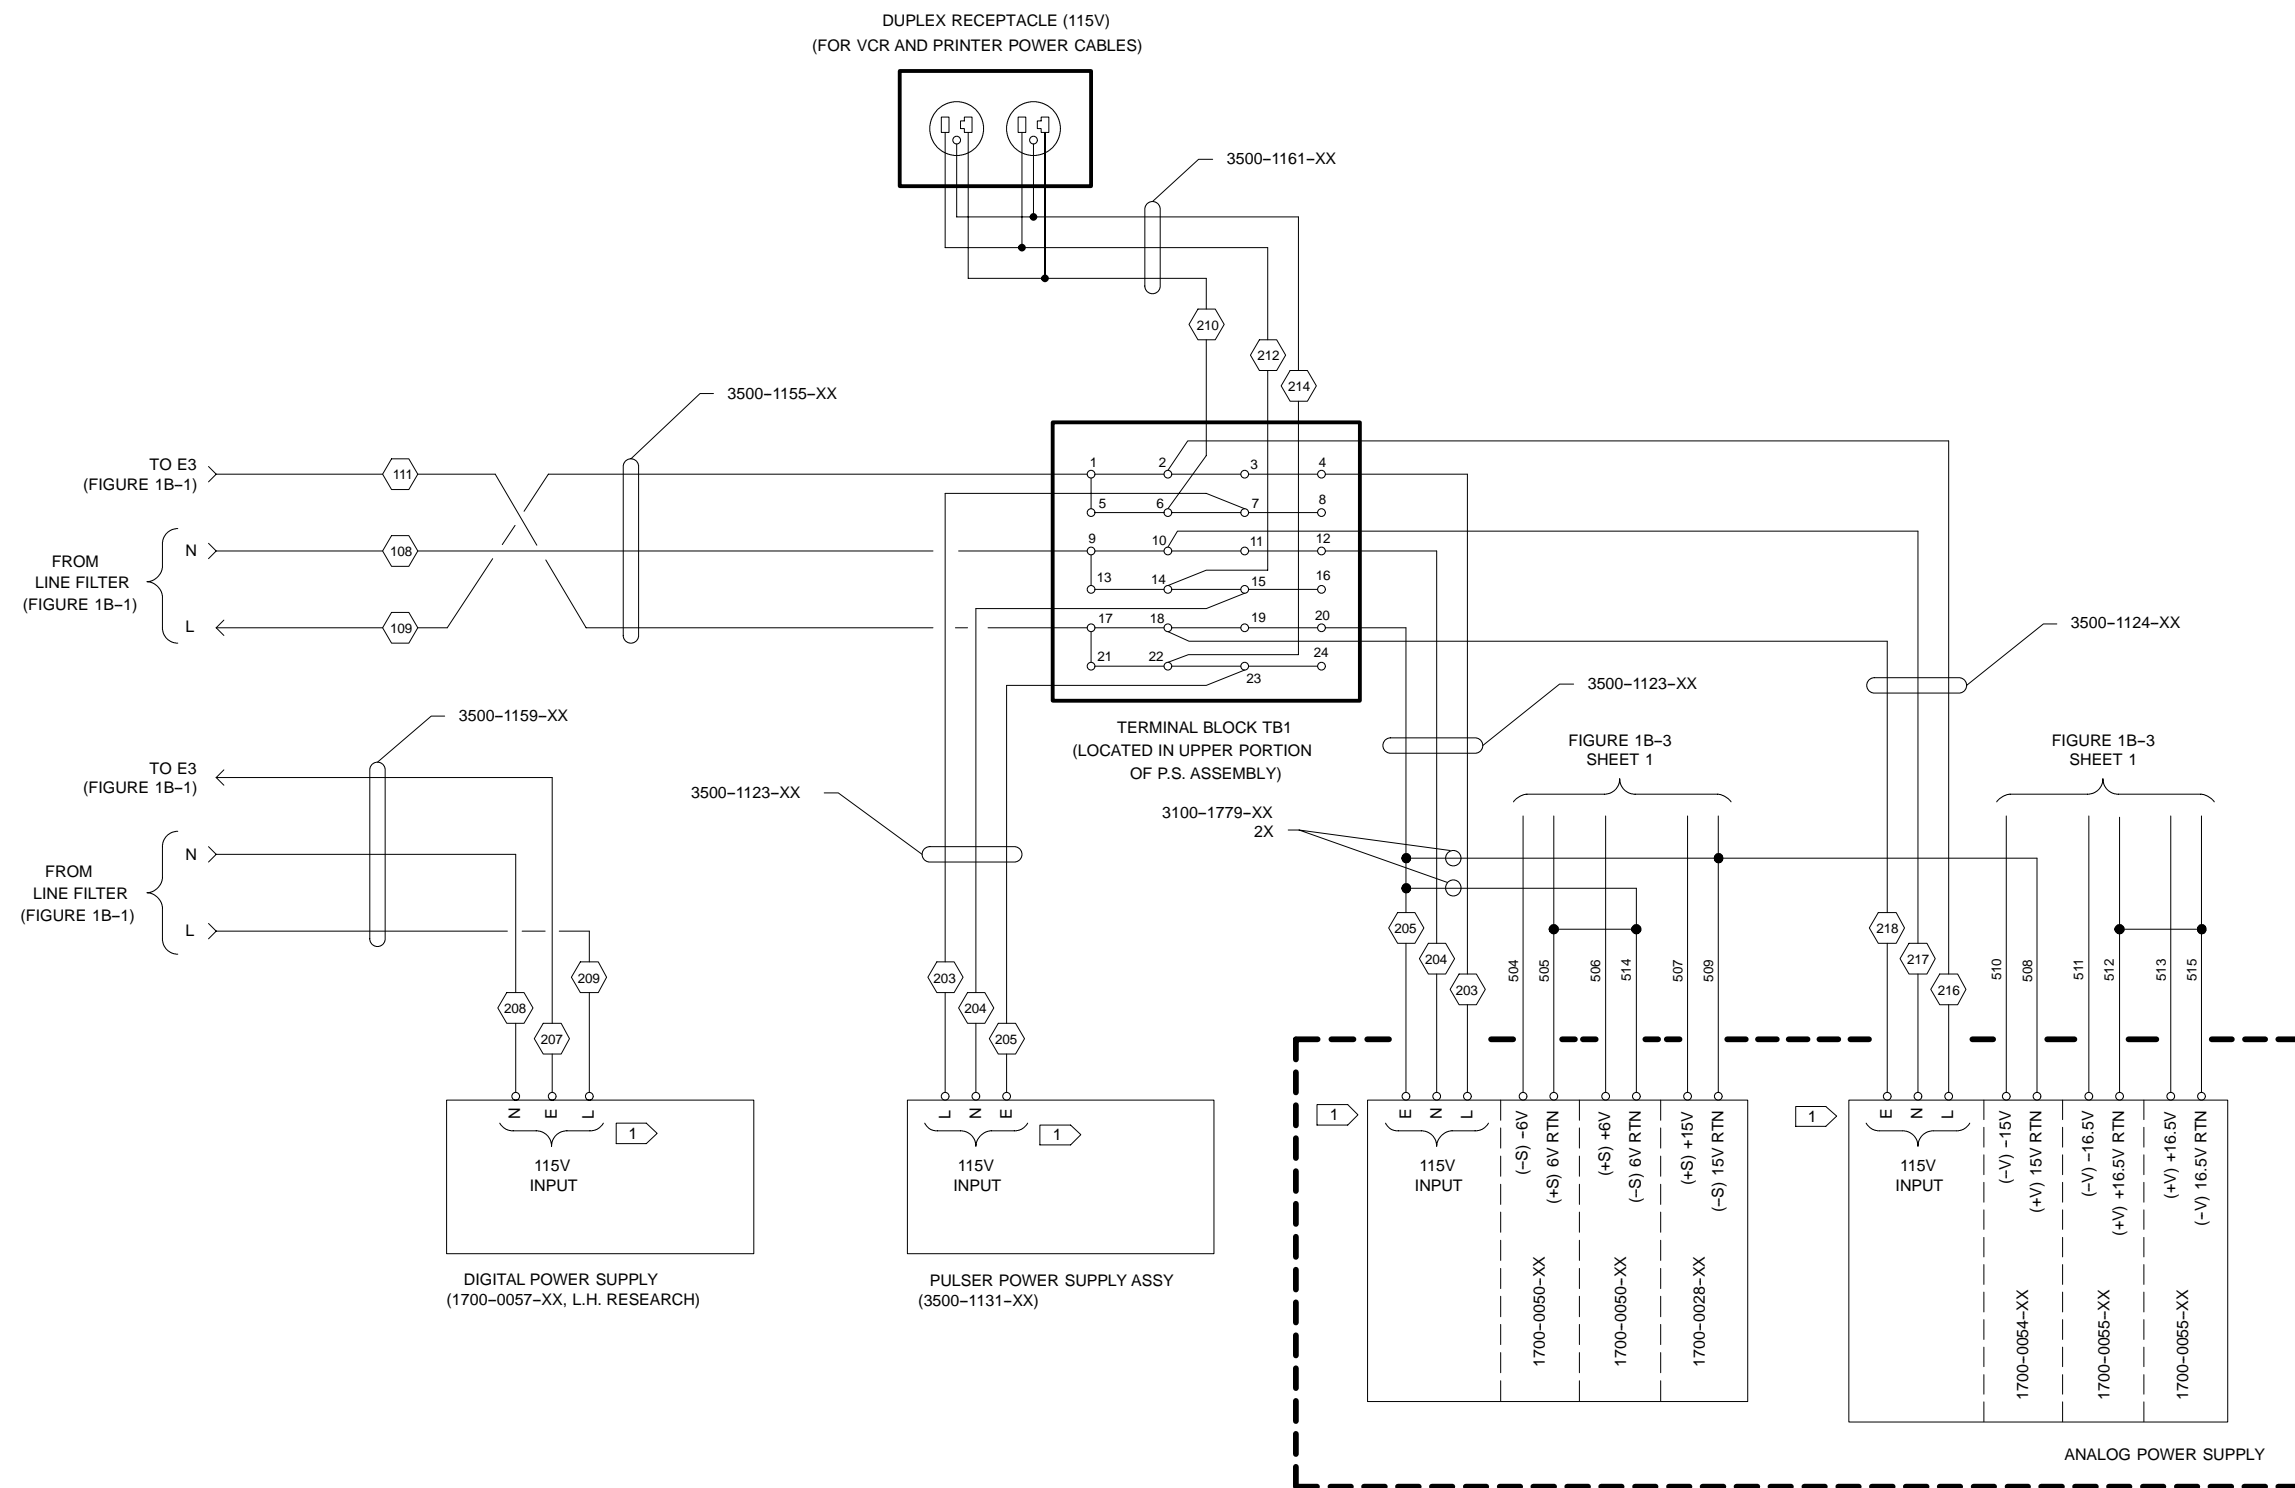 DUPLEX RECEPTACLE (115V)
(FOR VCR AND PRINTER POWER CABLES)
3500-1161-XX
210
212
214
3500-1155-XX
TO E3
(FIGURE 1B-1)
111
FROM
LINE FILTER
(FIGURE 1B-1)
N
108
L
109
1 2 3 4
5 6 7 8
9 10 11 12
13 14 15 16
17 18 19 20
21 22 23 24
TERMINAL BLOCK TB1
(LOCATED IN UPPER PORTION
OF P.S. ASSEMBLY)
3500-1124-XX
3500-1123-XX
3500-1159-XX
TO E3
(FIGURE 1B-1)
FROM
LINE FILTER
(FIGURE 1B-1)
N
L
3500-1123-XX
3100-1779-XX
2X
FIGURE 1B-3
SHEET 1
FIGURE 1B-3
SHEET 1
208
207
209
203
204
205
205
204
203
504
505
506
514
507
509
218
217
216
510
508
511
512
513
515
N E L
1
115V
INPUT
DIGITAL POWER SUPPLY
(1700-0057-XX, L.H. RESEARCH)
L N E
1
115V
INPUT
PULSER POWER SUPPLY ASSY
(3500-1131-XX)
1
E N L
115V
INPUT
(-S) -6V
(+S) 6V RTN
1700-0050-XX
(+S) +6V
(-S) 6V RTN
1700-0050-XX
(+S) +15V
(-S) 15V RTN
1700-0028-XX
1
E N L
115V
INPUT
(-V) -15V
(+V) 15V RTN
1700-0054-XX
(-V) -16.5V
(+V) +16.5V RTN
1700-0055-XX
(+V) +16.5V
(-V) 16.5V RTN
1700-0055-XX
ANALOG POWER SUPPLY